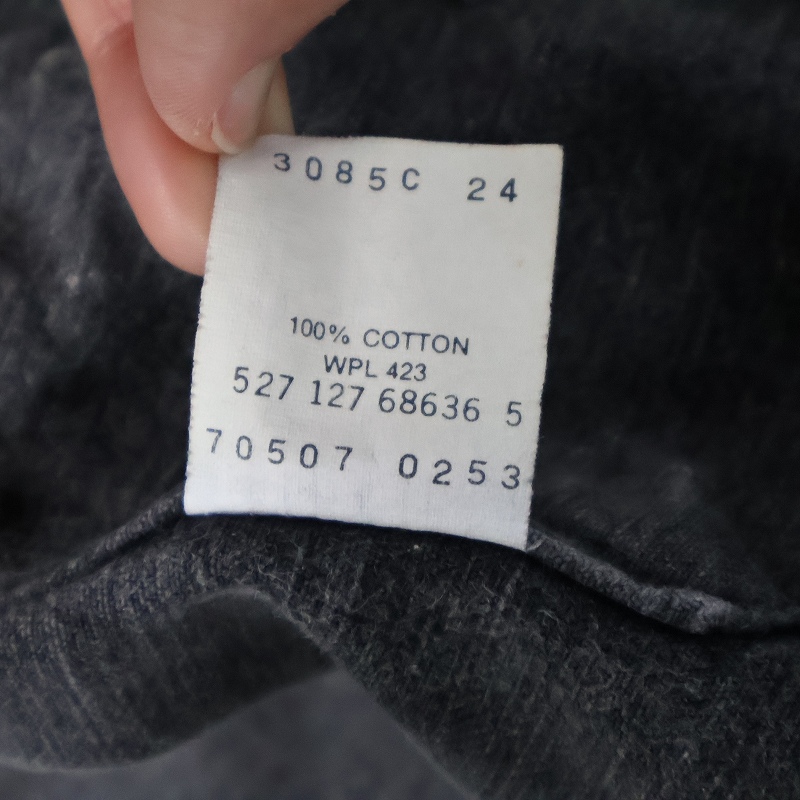 3085C 24
100% COTTON
WPL 423
527 127 68636 5
70507 0253